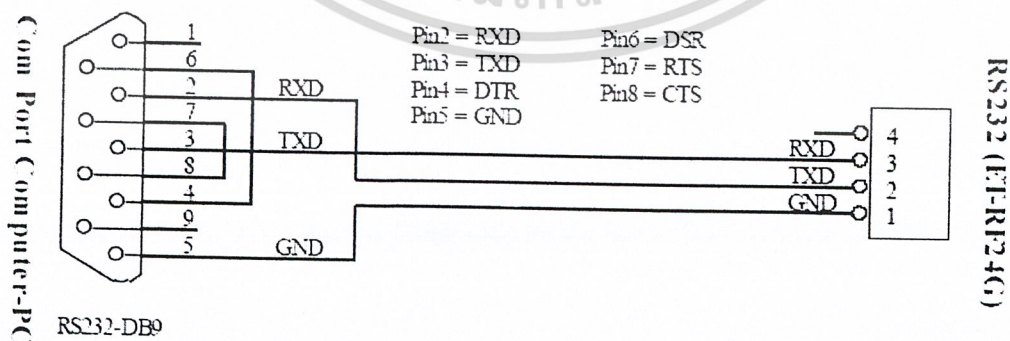 Com Port Computer-PC
1
6
2
7
3
8
4
9
5
RXD
TXD
GND
RS232-DB9
Pin2 = RXD
Pin3 = TXD
Pin4 = DTR
Pin5 = GND
Pin6 = DSR
Pin7 = RTS
Pin8 = CTS
RXD
TXD
GND
4
3
2
1
RS232 (ET-RF24G)